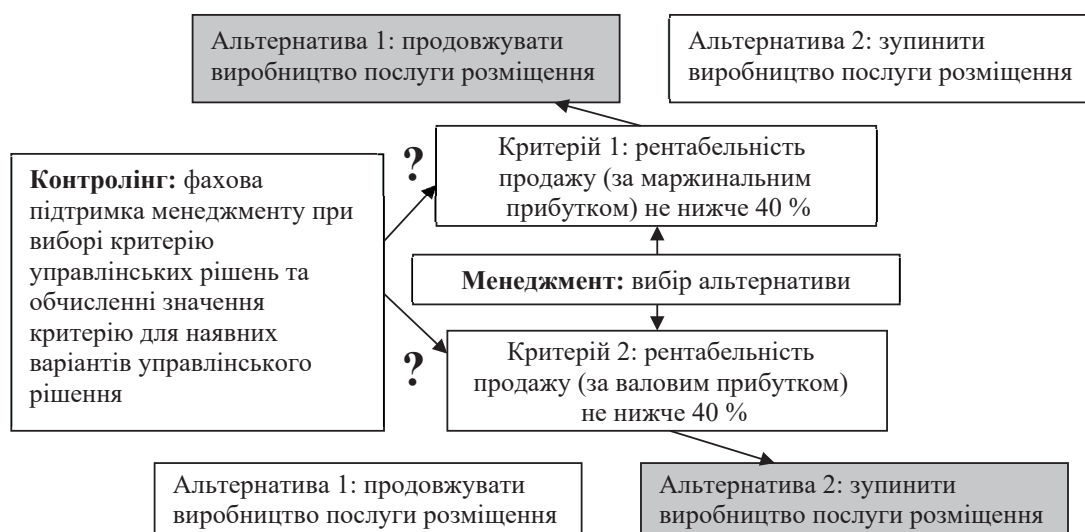 Альтернатива 1: продовжувати
виробництво послуги розміщення
Альтернатива 2: зупинити
виробництво послуги розміщення
?
Критерій 1: рентабельність
продажу (за маржинальним
прибутком) не нижче 40 %
Контролінг: фахова
підтримка менеджменту при
виборі критерію
управлінських рішень та
обчисленні значення
критерію для наявних
варіантів управлінського
рішення
Менеджмент: вибір альтернативи
?
Критерій 2: рентабельність
продажу (за валовим прибутком)
не нижче 40 %
Альтернатива 1: продовжувати
виробництво послуги розміщення
Альтернатива 2: зупинити
виробництво послуги розміщення